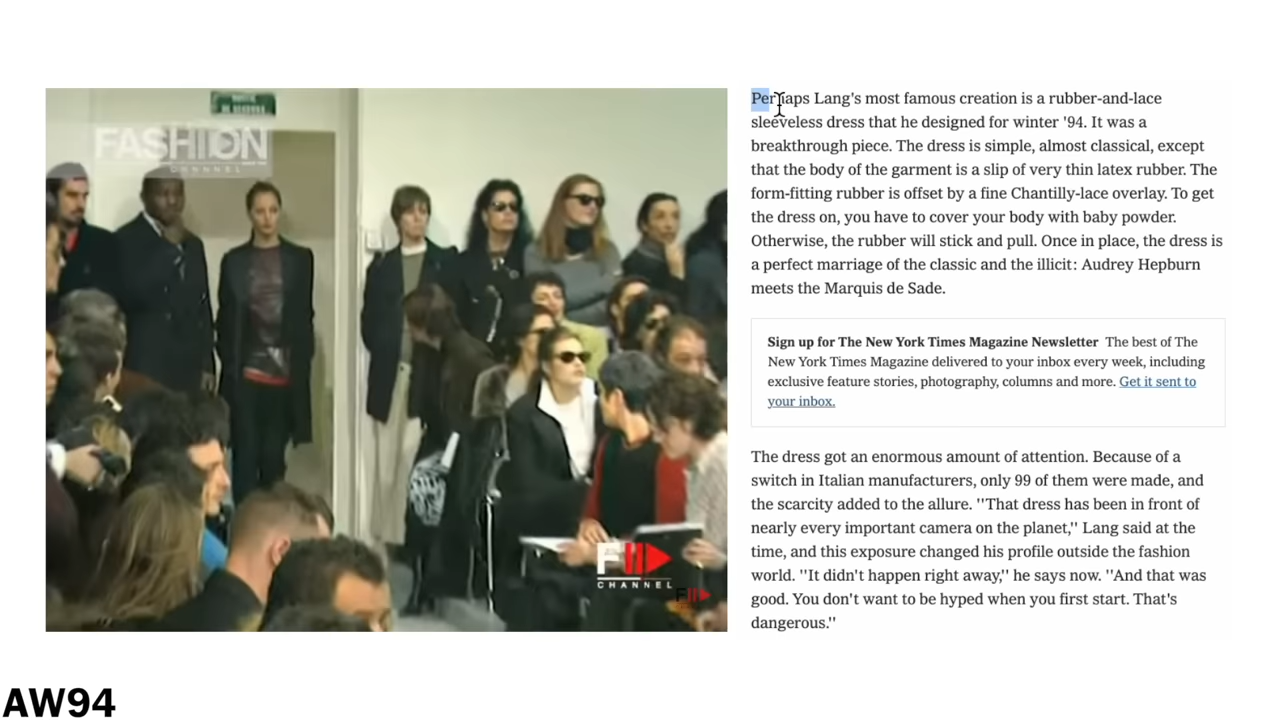 FASHION
CHANNEL
Perhaps Lang's most famous creation is a rubber-and-lace
sleeveless dress that he designed for winter '94. It was a
breakthrough piece. The dress is simple, almost classical, except
that the body of the garment is a slip of very thin latex rubber. The
form-fitting rubber is offset by a fine Chantilly-lace overlay. To get
the dress on, you have to cover your body with baby powder.
Otherwise, the rubber will stick and pull. Once in place, the dress is
a perfect marriage of the classic and the illicit: Audrey Hepburn
meets the Marquis de Sade.
Sign up for The New York Times Magazine Newsletter The best of The
New York Times Magazine delivered to your inbox every week, including
exclusive feature stories, photography, columns and more. Get it sent to
your inbox.
The dress got an enormous amount of attention. Because of a
switch in Italian manufacturers, only 99 of them were made, and
the scarcity added to the allure. ''That dress has been in front of
nearly every important camera on the planet,'' Lang said at the
time, and this exposure changed his profile outside the fashion
world. ''It didn't happen right away,'' he says now. ''And that was
good. You don't want to be hyped when you first start. That's
dangerous.''
CHANNEL
AW94